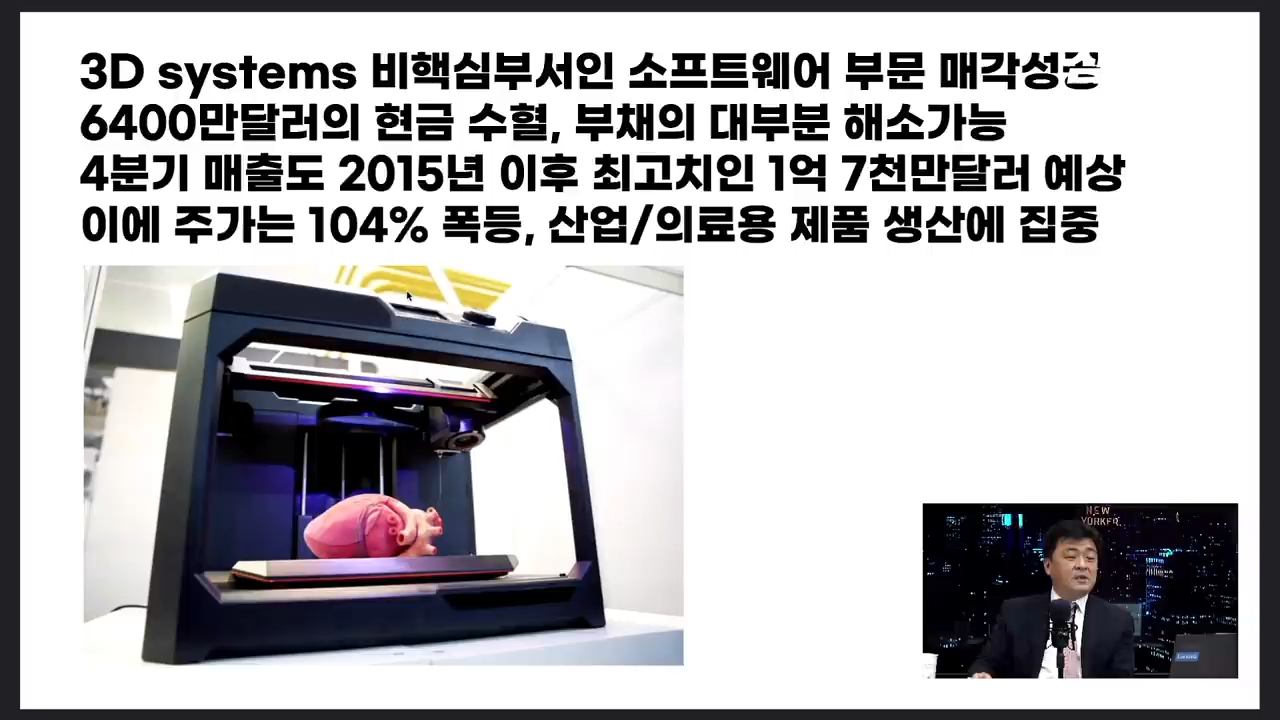 3D systems 비핵심부서인 소프트웨어 부문 매각성공
6400만달러의 현금 수혈, 부채의 대부분 해소가능
4분기 매출도 2015년 이후 최고치인 1억 7천만달러 예상
이에 주가는 104% 폭등, 산업/의료용 제품 생산에 집중
NEW
YORKER
Lenovo